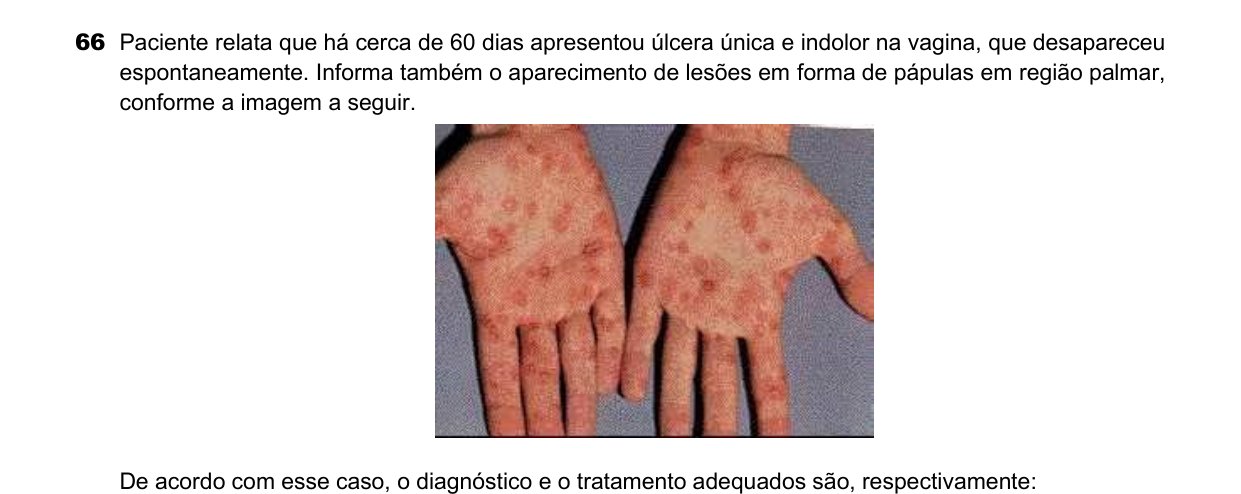 66 Paciente relata que há cerca de 60 dias apresentou úlcera única e indolor na vagina, que desapareceu
espontaneamente. Informa também o aparecimento de lesões em forma de pápulas em região palmar,
conforme a imagem a seguir.
De acordo com esse caso, o diagnóstico e o tratamento adequados são, respectivamente: